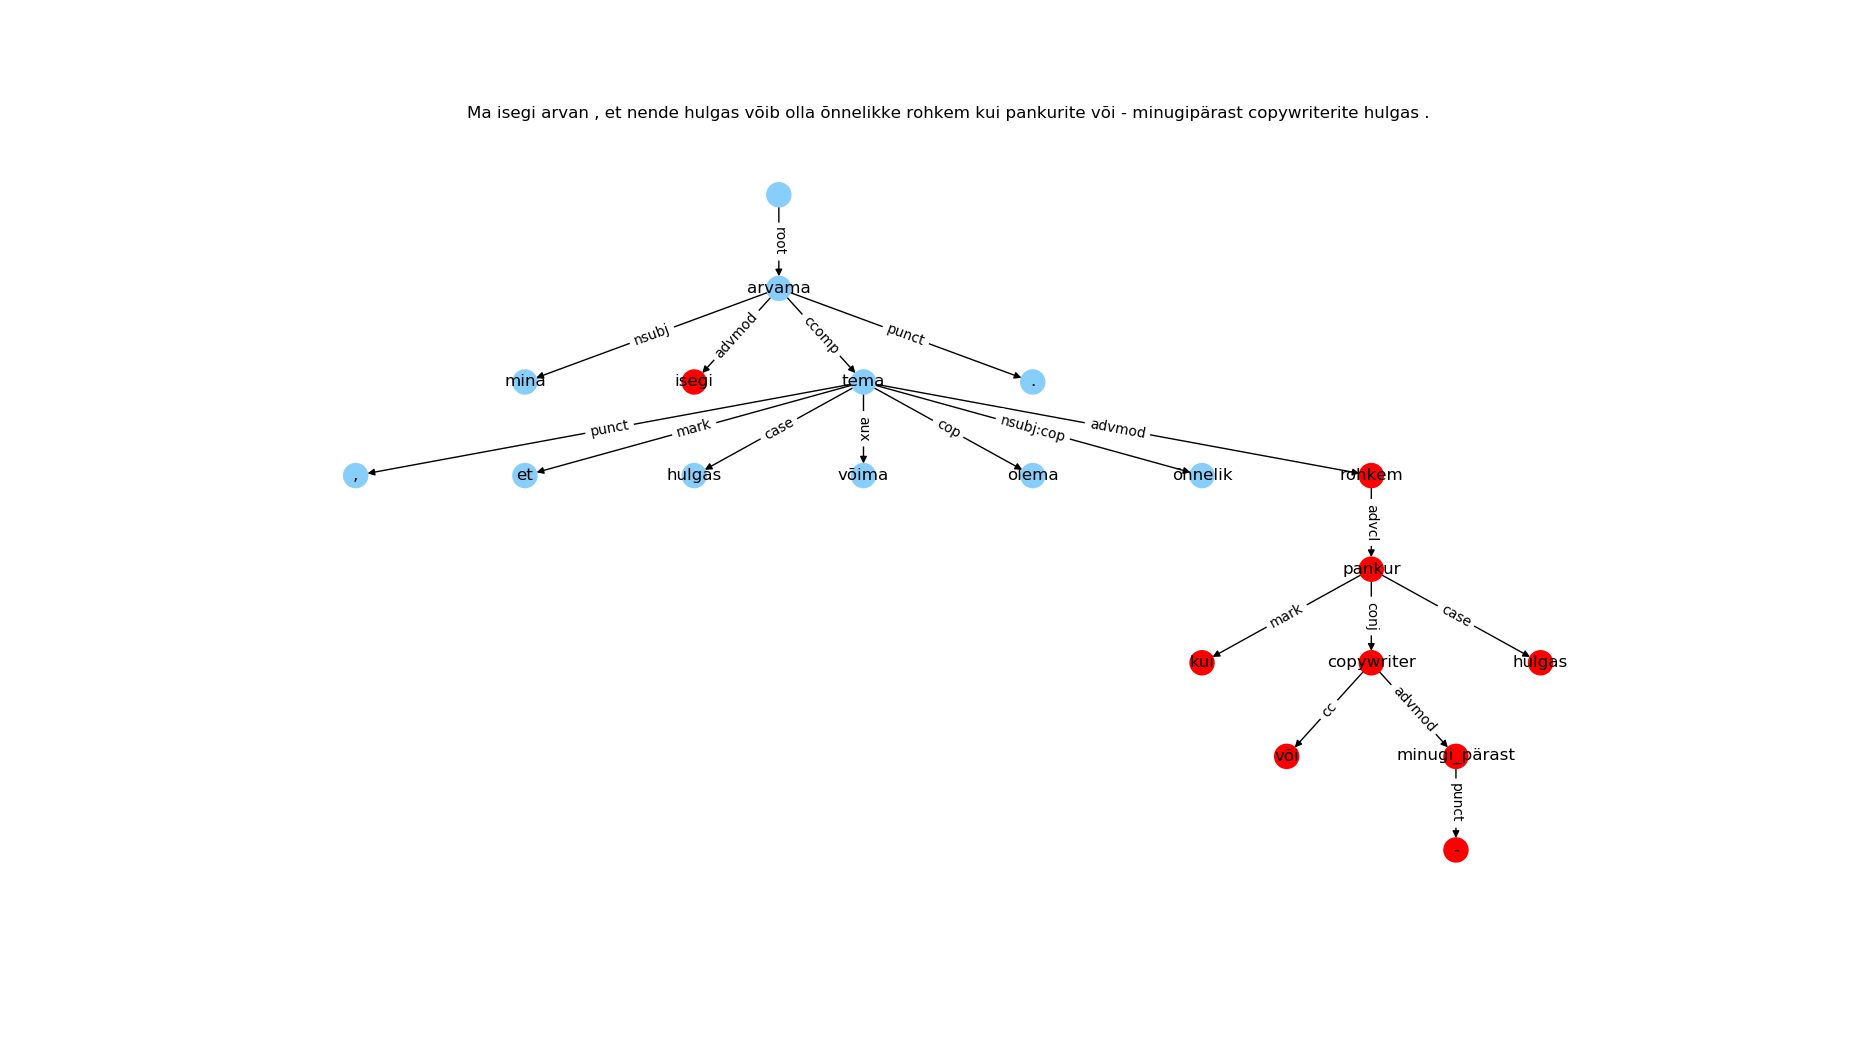 Ma isegi arvan , et nende hulgas võib olla õnnelikke rohkem kui pankurite või - minugipärast copywriterite hulgas .
root
arvama
nsubj advmod ccomp punct
mina isegi tema .
punct mark case aux cop nsubj:cop advmod
, et hulgas võima olema õnnelik rohkem
advcl
pankur
mark conj case
kui copywriter hulgas
cc advmod
või minugi_pärast
punct
-